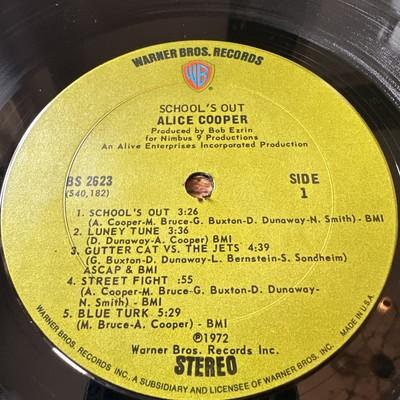 WARNER BROS. RECORDS
WB
SCHOOL'S OUT
ALICE COOPER
Produced by Bob Ezrin
for Nimbus 9 Productions
An Alive Enterprises Incorporated Production
BS 2623
(S40,182)
SIDE
1
1. SCHOOL'S OUT 3:26
(A. Cooper-M. Bruce-G. Buxton-D. Dunaway-N. Smith) - BMI
2. LUNEY TUNE 3:36
(D. Dunaway-A. Cooper) BMI
3. GUTTER CAT VS. THE JETS 4:39
(G. Buxton-D. Dunaway-L. Bernstein-S. Sondheim)
ASCAP & BMI
4. STREET FIGHT :55
(A. Cooper-M. Bruce-G. Buxton-D. Dunaway-
N. Smith) - BMI
5. BLUE TURK 5:29
(M. Bruce-A. Cooper) - BMI
℗1972
Warner Bros. Records Inc.
STEREO
WARNER BROS. RECORDS INC., A SUBSIDIARY AND LICENSEE OF WARNER BROS. INC.
MADE IN U.S.A.